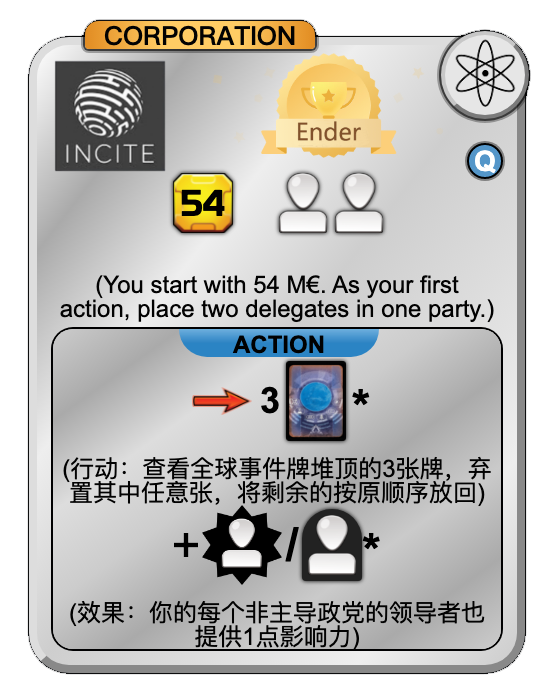 CORPORATION
INCITE
Ender
Q
54
(You start with 54 M€. As your first
action, place two delegates in one party.)
ACTION
3 *
(行动：查看全球事件牌堆顶的3张牌，弃
置其中任意张，将剩余的按原顺序放回)
+ / *
(效果：你的每个非主导政党的领导者也
提供1点影响力)